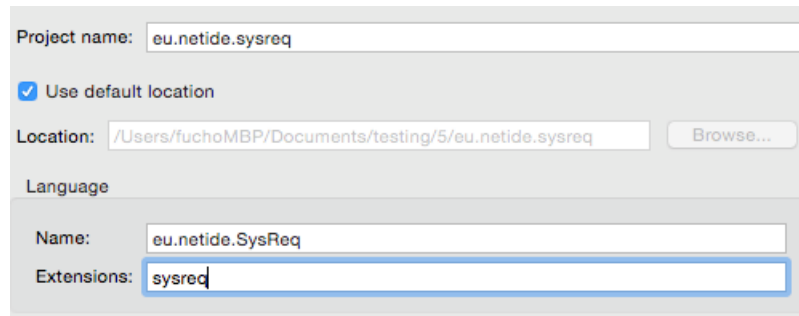 Project name: eu.netide.sysreq
Use default location
Location: /Users/fuchoMBP/Documents/testing/5/eu.netide.sysreq Browse...
Language
Name: eu.netide.SysReq
Extensions: sysreq